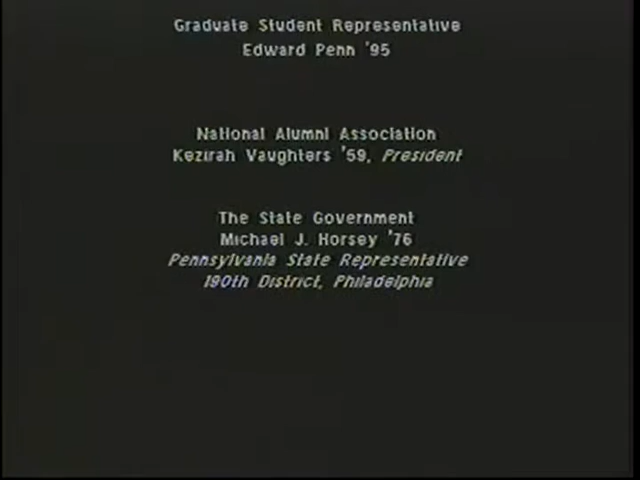 Graduate Student Representative
Edward Penn '95
National Alumni Association
Kezirah Vaughters '59, President
The State Government
Michael J. Horsey '76
Pennsylvania State Representative
190th District, Philadelphia